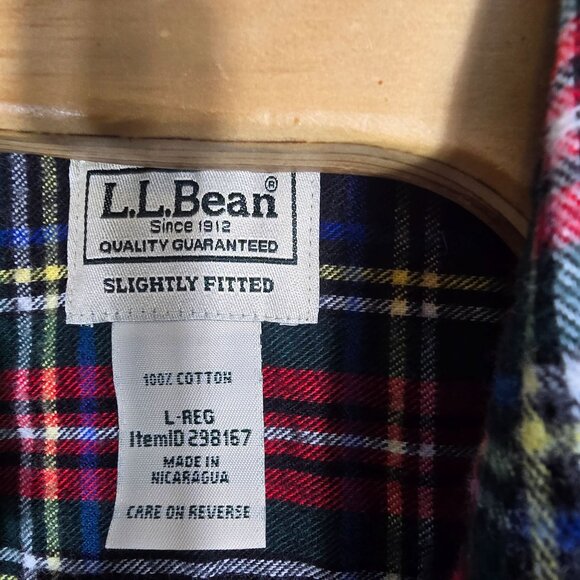 L.L.Bean®
Since 1912
QUALITY GUARANTEED
SLIGHTLY FITTED
100% COTTON
L-REG
ItemID 298167
MADE IN
NICARAGUA
CARE ON REVERSE